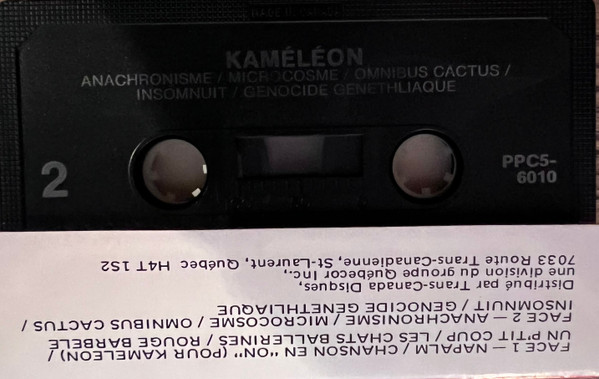 KAMÉLÉON
ANACHRONISME / MICROCOSME / OMNIBUS CACTUS /
INSOMNUIT / GENOCIDE GENETHLIAQUE
2
PPC5-
6010
FACE 1 — NAPALM / CHANSON EN "ON" (POUR KAMELEON) /
UN P'TIT COUP / LES CHATS BALLERINES / ROUGE BARBELE
FACE 2 — ANACHRONISME / MICROCOSME / OMNIBUS CACTUS /
INSOMNUIT / GENOCIDE GENETHLIAQUE
Distribué par Trans-Canada Disques,
une division du groupe Québecor Inc.,
7033 Route Trans-Canadienne, St-Laurent, Québec, H4T 1S2